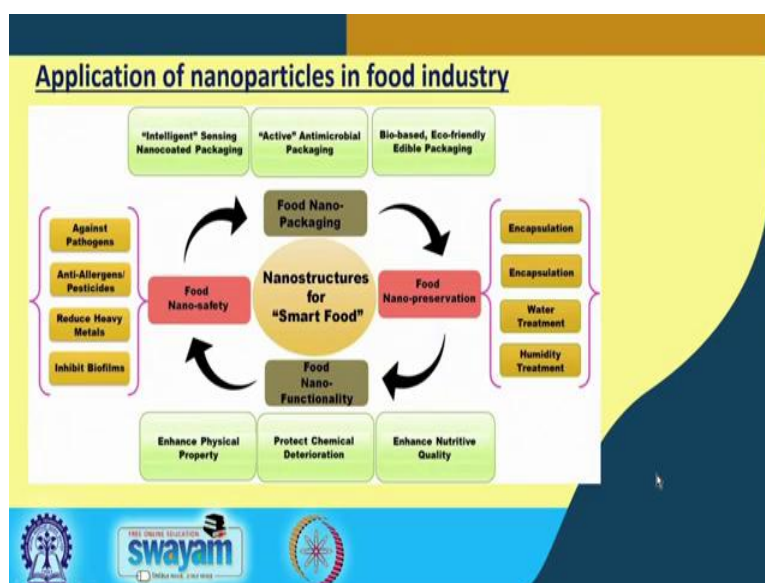 Application of nanoparticles in food industry
"Intelligent" Sensing
Nanocoated Packaging
"Active" Antimicrobial
Packaging
Bio-based, Eco-friendly
Edible Packaging
Food Nano-
Packaging
Against
Pathogens
Anti-Allergens/
Pesticides
Reduce Heavy
Metals
Inhibit Biofilms
Food
Nano-safety
Nanostructures
for
"Smart Food"
Food
Nano-preservation
Encapsulation
Encapsulation
Water
Treatment
Humidity
Treatment
Food
Nano-
Functionality
Enhance Physical
Property
Protect Chemical
Deterioration
Enhance Nutritive
Quality
FREE ONLINE EDUCATION
swayam